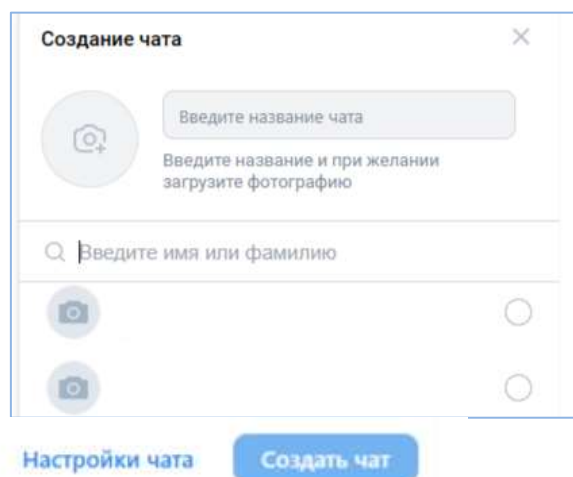 Создание чата
Введите название чата
Введите название и при желании
загрузите фотографию
Введите имя или фамилию
Настройки чата
Создать чат